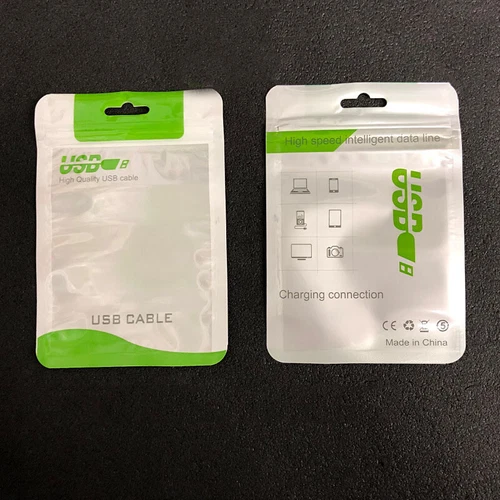 USB
High Quality USB cable
USB CABLE
High speed intelligent data line
USB
Charging connection
CE 5
Made in China